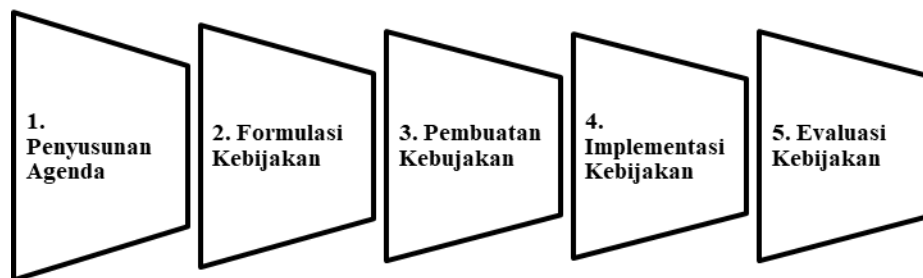 1.
Penyusunan
Agenda
2. Formulasi
Kebijakan
3. Pembuatan
Kebujakan
4.
Implementasi
Kebijakan
5. Evaluasi
Kebijakan